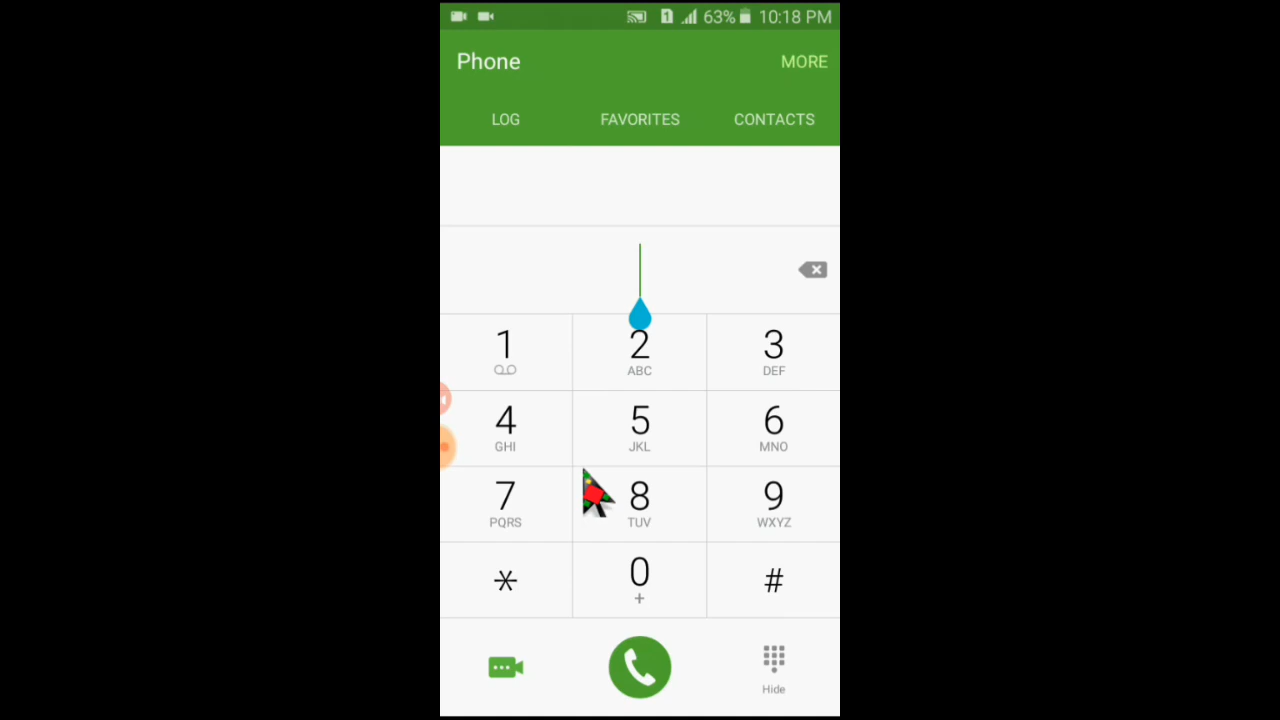 1 63% 10:18 PM
Phone MORE
LOG FAVORITES CONTACTS
1 2 3
ABC DEF
4 5 6
GHI JKL MNO
7 8 9
PQRS TUV WXYZ
* 0 #
+
Hide